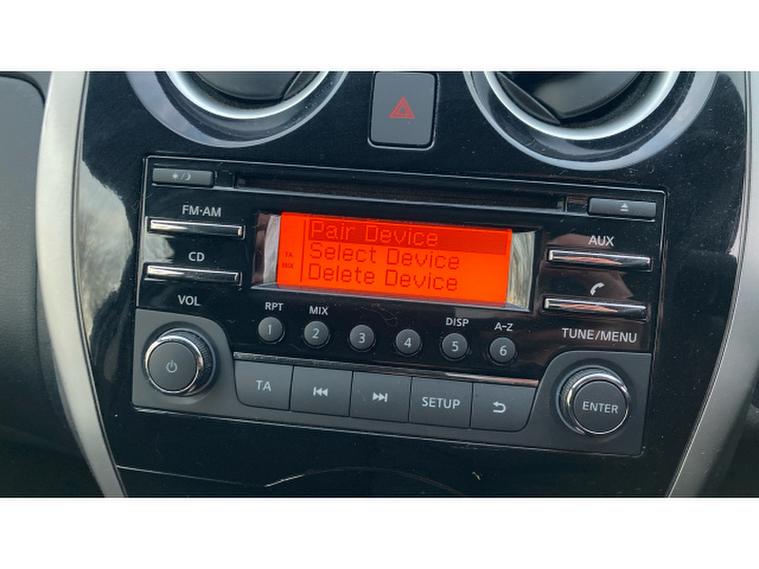 FM·AM
CD
VOL
Pair Device
Select Device
Delete Device
TA
MIX
AUX
TUNE/MENU
RPT MIX DISP A-Z
1 2 3 4 5 6
TA SETUP ENTER